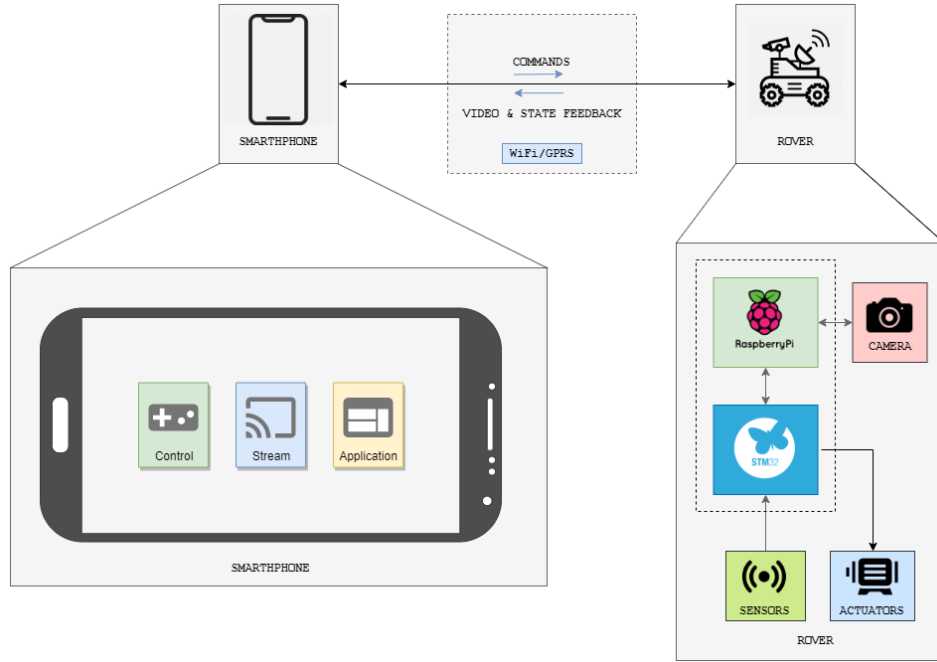 COMMANDS
VIDEO & STATE FEEDBACK
WiFi/GPRS
SMARTHPHONE
ROVER
RaspberryPi
CAMERA
STM32
Control
Stream
Application
SMARTHPHONE
SENSORS
ACTUATORS
ROVER